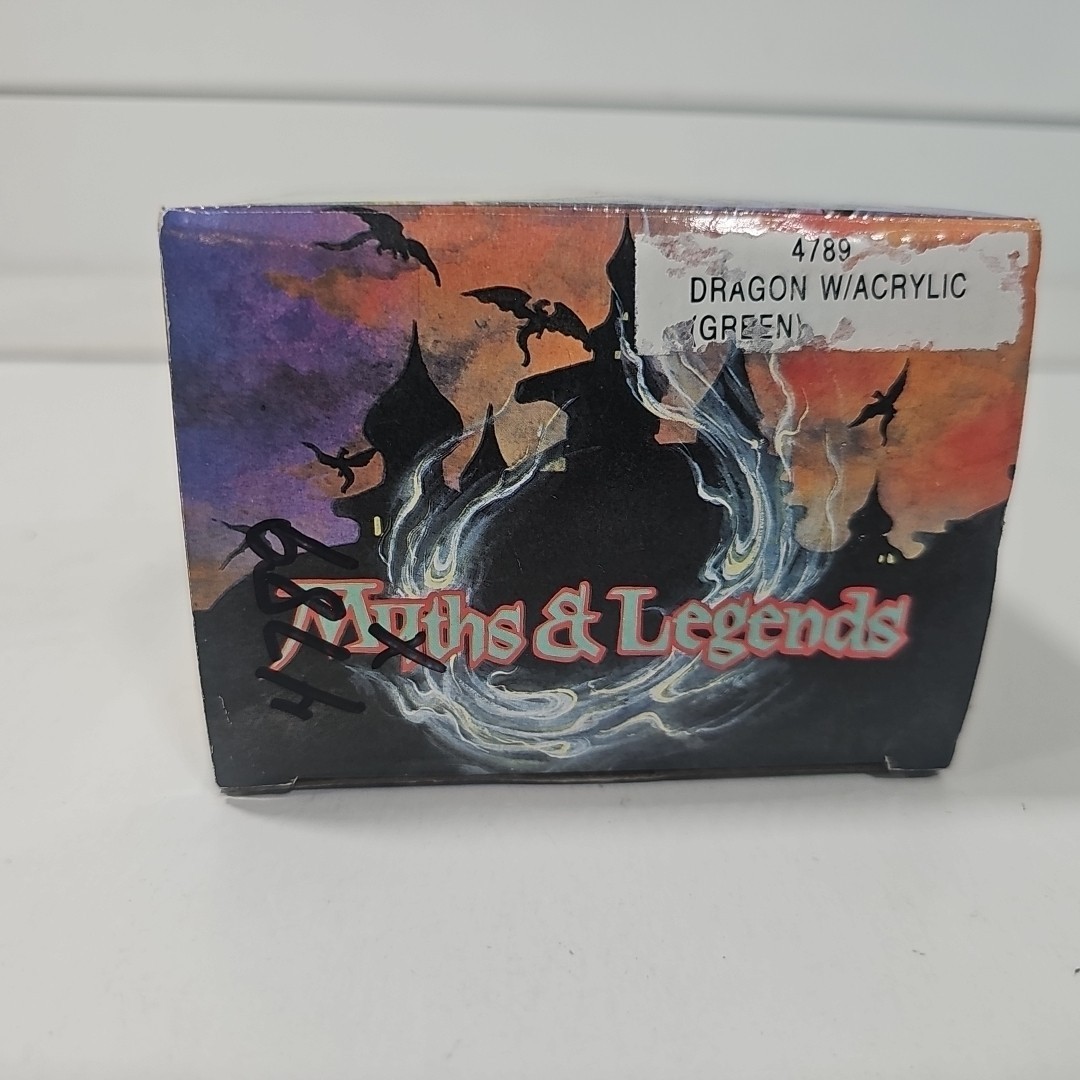 4789
DRAGON W/ACRYLIC
(GREEN)
Myths & Legends
4789
X